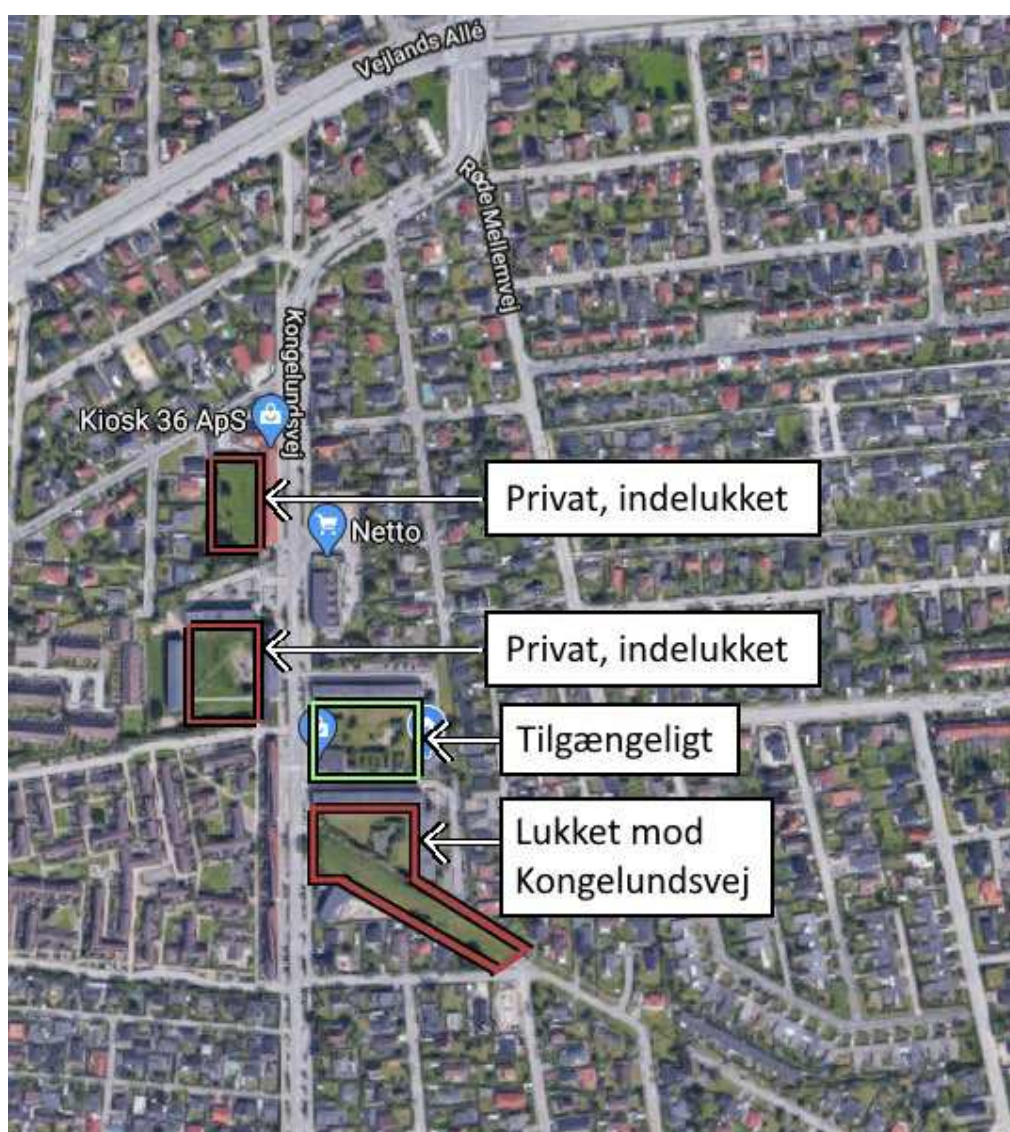 Vejlands Allé
Røde Mellemvej
Kongelundsvej
Kiosk 36 ApS
Privat, indelukket
Netto
Privat, indelukket
Tilgængeligt
Lukket mod
Kongelundsvej